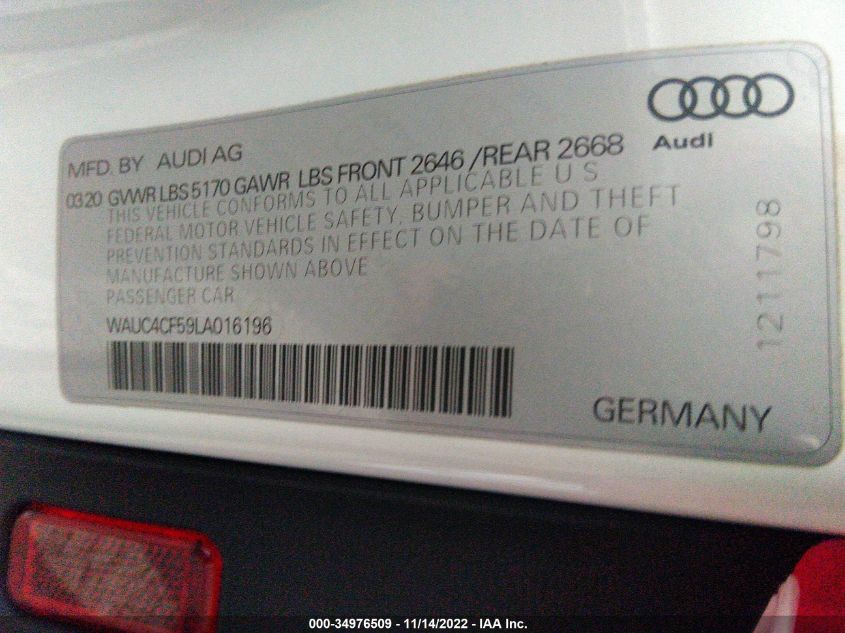 Audi
MFD. BY AUDI AG
0320 GVWR LBS 5170 GAWR LBS FRONT 2646 /REAR 2668
THIS VEHICLE CONFORMS TO ALL APPLICABLE U S
FEDERAL MOTOR VEHICLE SAFETY, BUMPER AND THEFT
PREVENTION STANDARDS IN EFFECT ON THE DATE OF
MANUFACTURE SHOWN ABOVE
PASSENGER CAR
WAUC4CF59LA016196
1211798
GERMANY
000-34976509 - 11/14/2022 - IAA Inc.